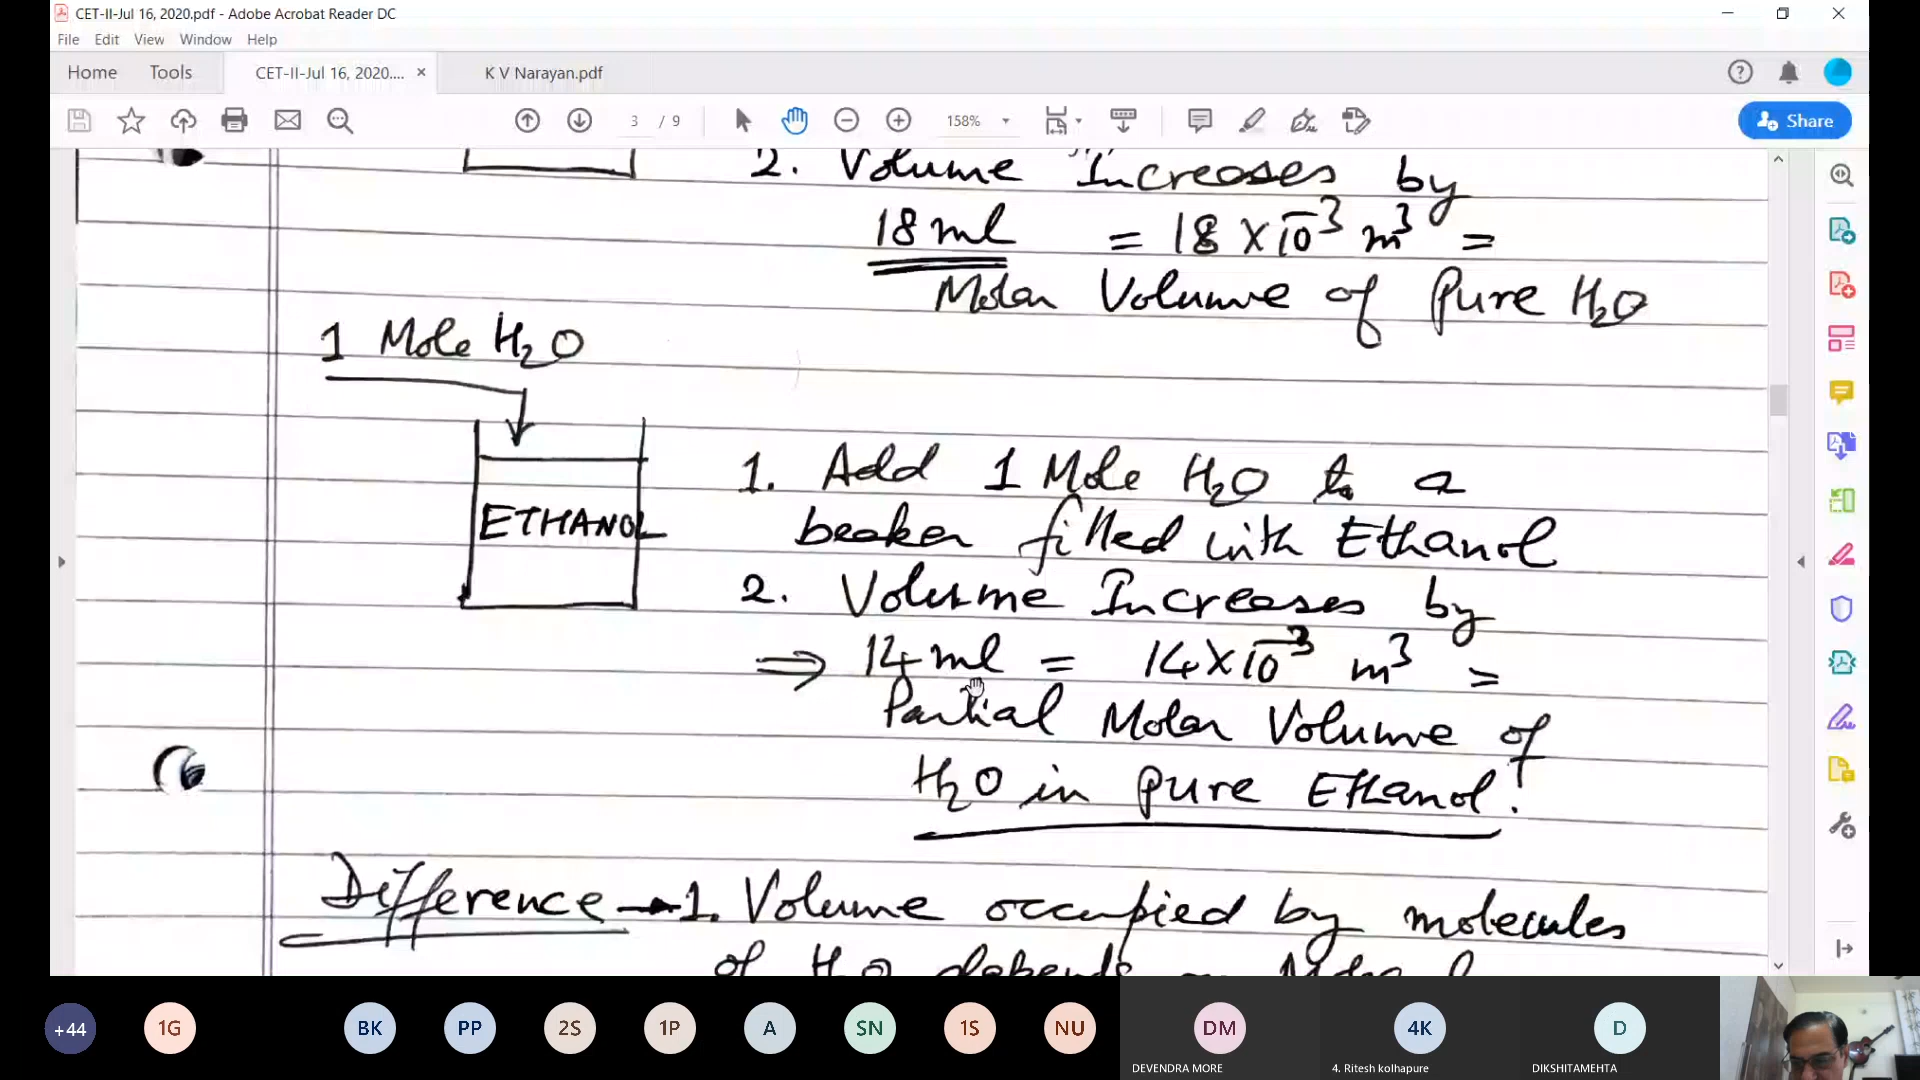 CET-II-Jul 16, 2020.pdf - Adobe Acrobat Reader DC
File Edit View Window Help
Home Tools CET-II-Jul 16, 2020.... × K V Narayan.pdf
3 / 9 158% Share
2. Volume Increases by
18 ml = 18 × 10⁻³ m³ =
Molar Volume of Pure H₂O
1 Mole H₂O
ETHANOL
1. Add 1 Mole H₂O to a
beaker filled with Ethanol
2. Volume Increases by
⇒ 14 ml = 14 × 10⁻³ m³ =
Partial Molar Volume of
H₂O in pure Ethanol!
Difference → 1. Volume occupied by molecules
of H₂O depends on
+44 1G BK PP 2S 1P A SN 1S NU DM 4K D
DEVENDRA MORE 4. Ritesh kolhapure DIKSHITAMEHTA